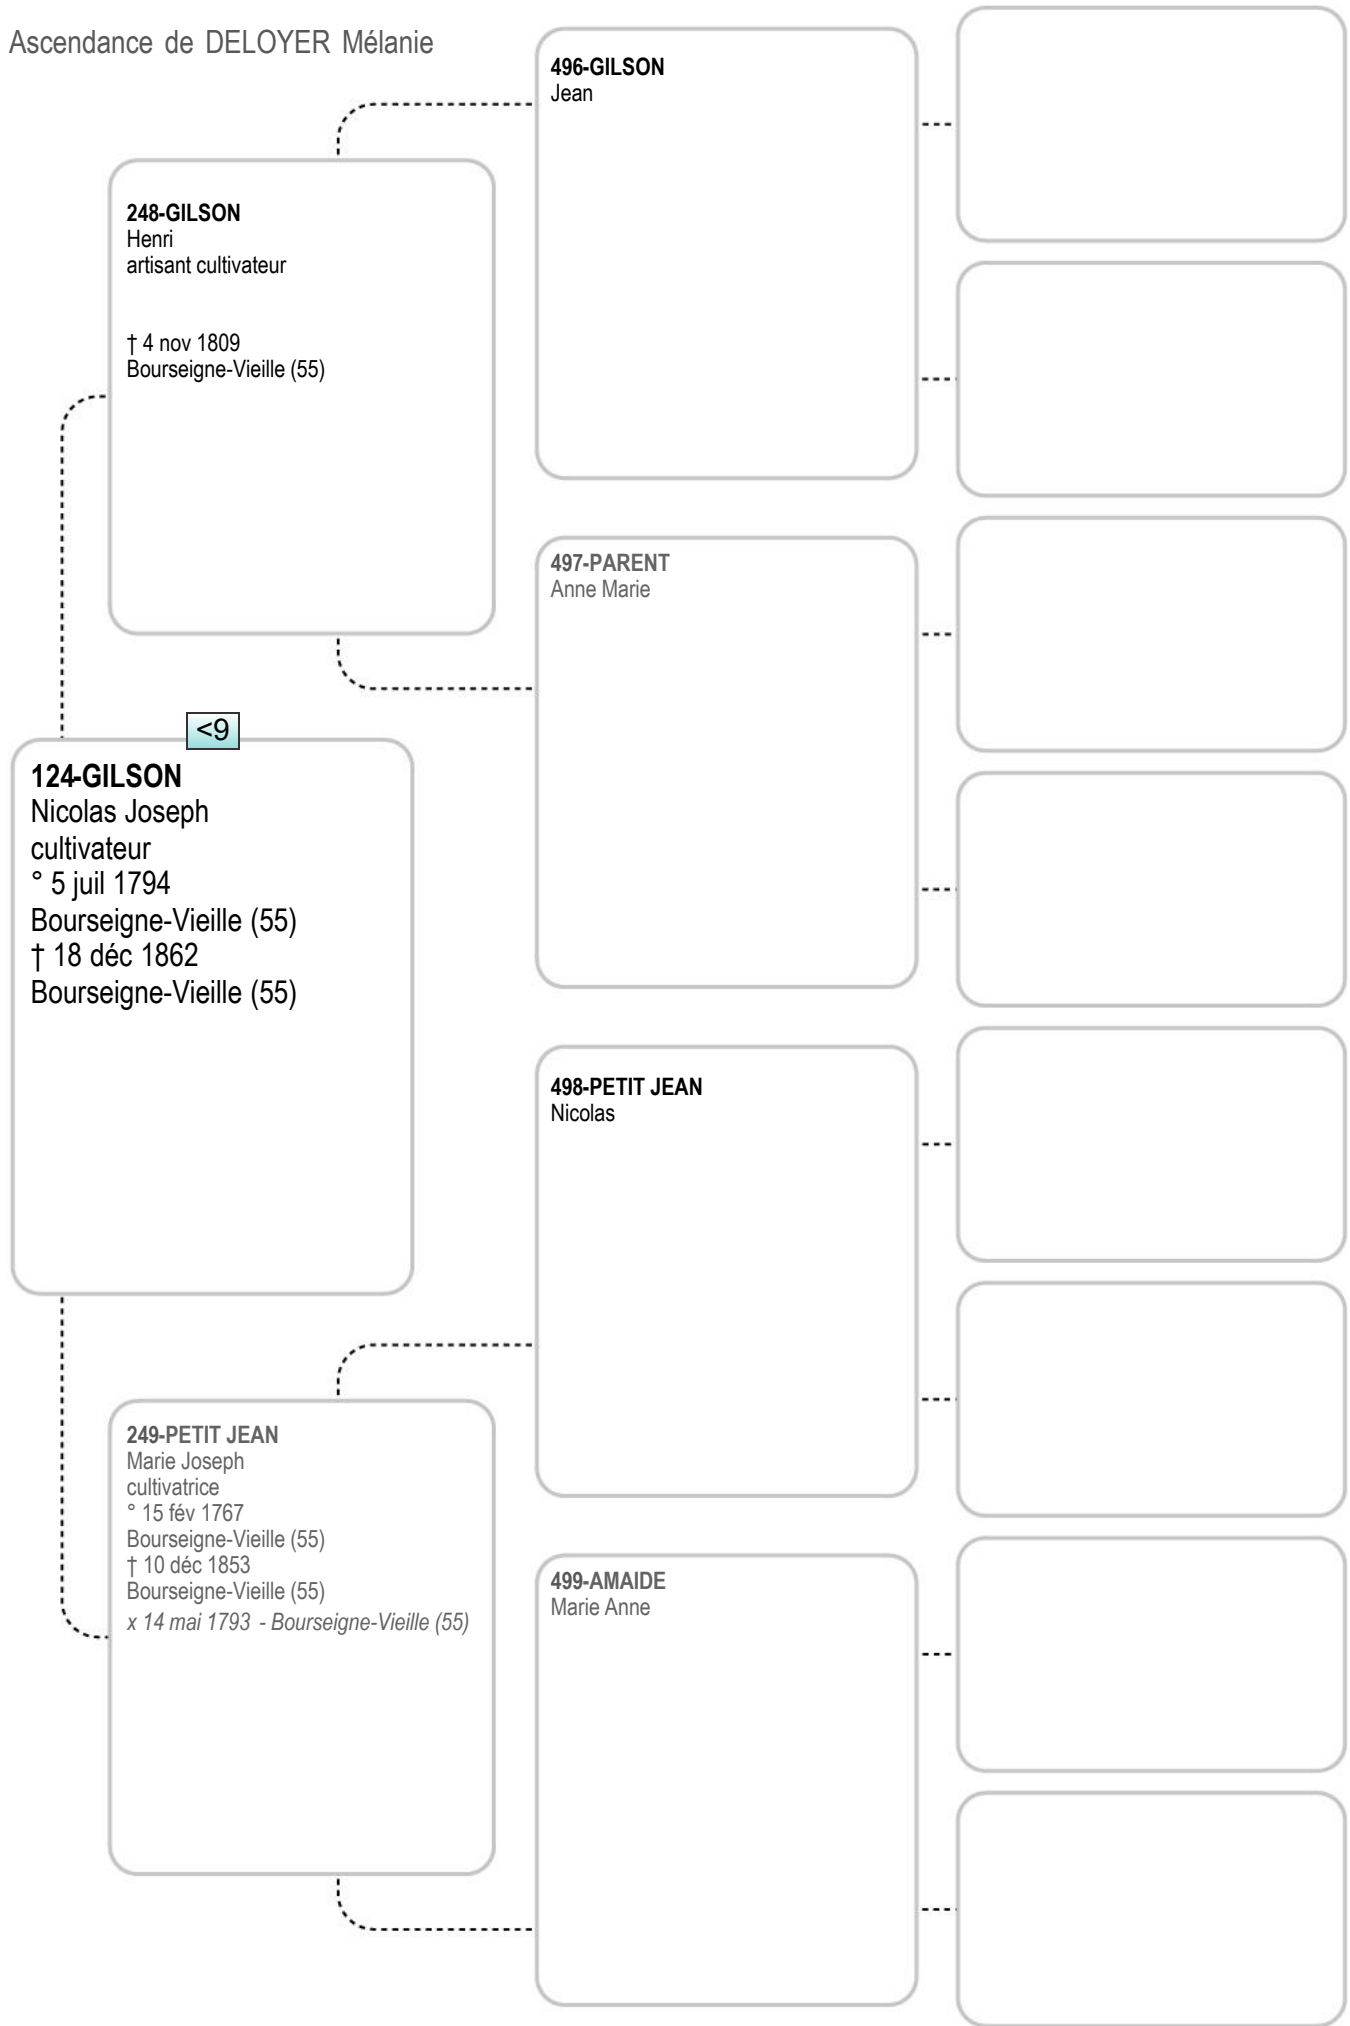 Ascendance de DELOYER Mélanie
496-GILSON
Jean
248-GILSON
Henri
artisant cultivateur
† 4 nov 1809
Bourseigne-Vieille (55)
497-PARENT
Anne Marie
<9
124-GILSON
Nicolas Joseph
cultivateur
° 5 juil 1794
Bourseigne-Vieille (55)
† 18 déc 1862
Bourseigne-Vieille (55)
498-PETIT JEAN
Nicolas
249-PETIT JEAN
Marie Joseph
cultivatrice
° 15 fév 1767
Bourseigne-Vieille (55)
† 10 déc 1853
Bourseigne-Vieille (55)
x 14 mai 1793 - Bourseigne-Vieille (55)
499-AMAIDE
Marie Anne